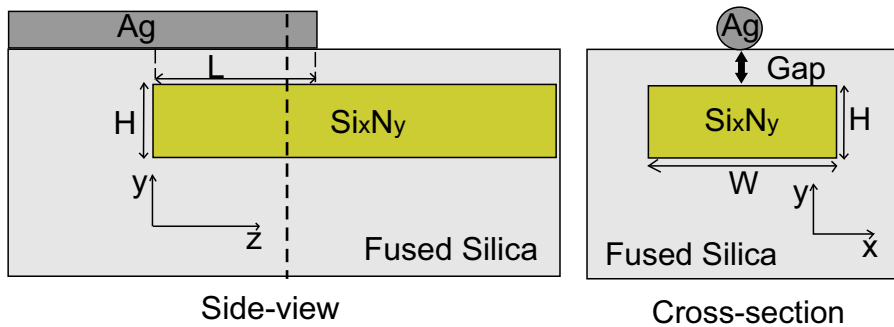 Ag
L
H
SixNy
y
z
Fused Silica
Side-view
Ag
Gap
SixNy
H
W
y
x
Fused Silica
Cross-section